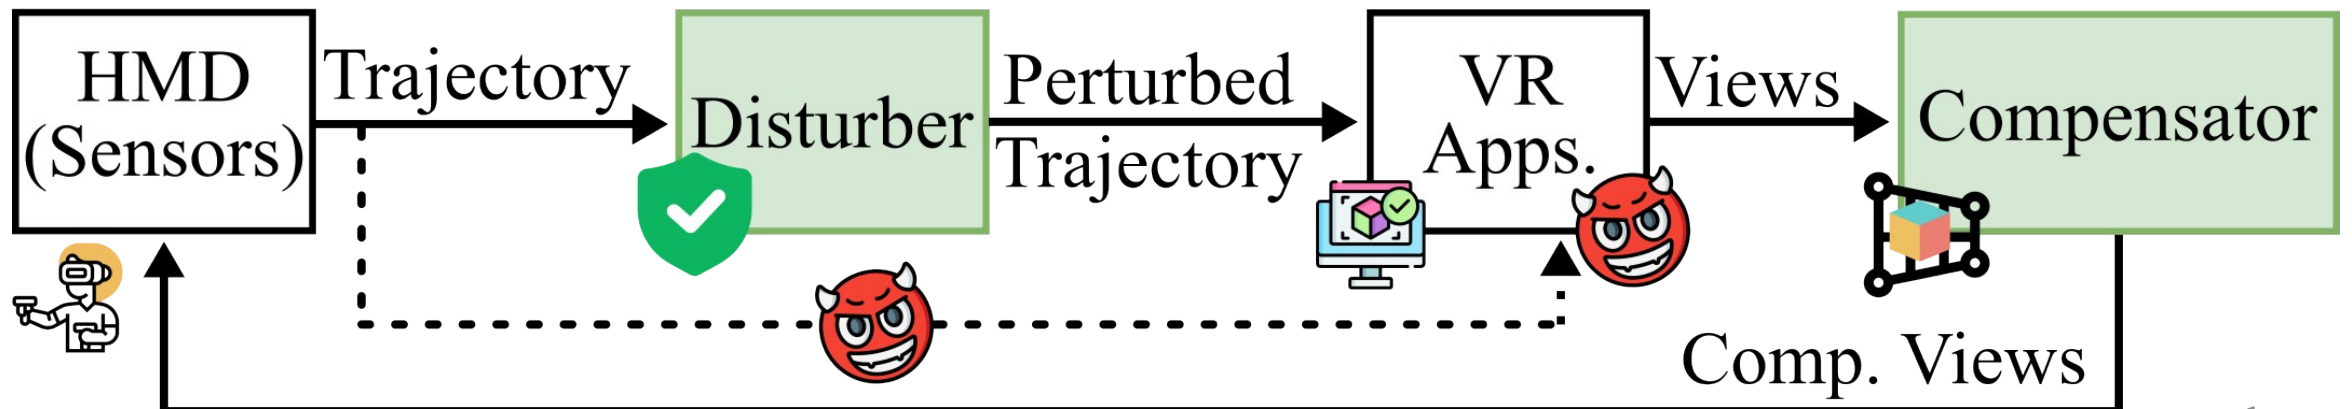 HMD
(Sensors)
Trajectory
Disturber
Perturbed
Trajectory
VR
Apps.
Views
Compensator
Comp. Views